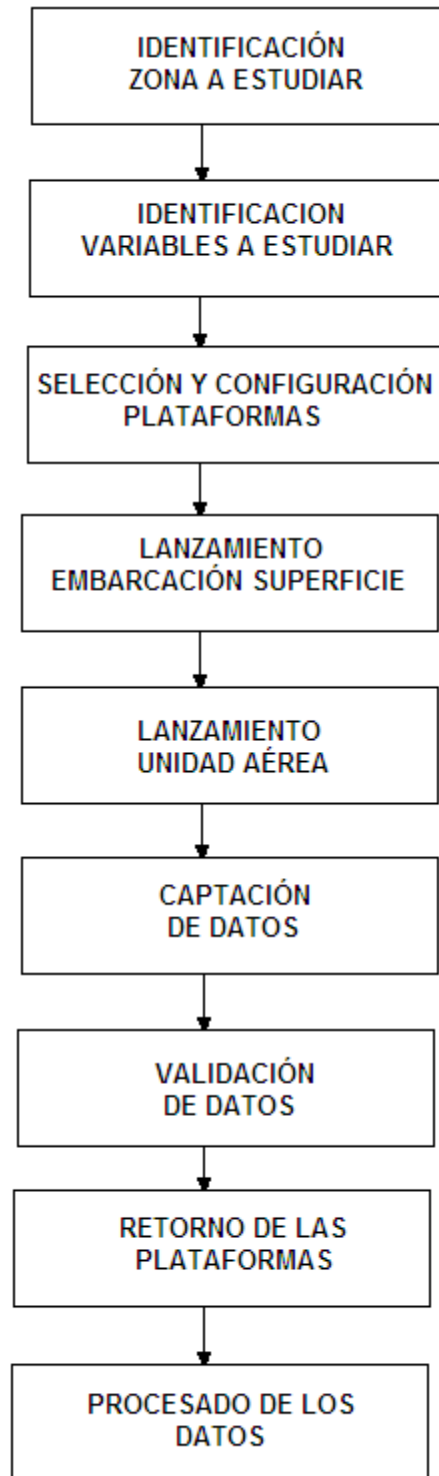 IDENTIFICACIÓN
ZONA A ESTUDIAR
IDENTIFICACION
VARIABLES A ESTUDIAR
SELECCIÓN Y CONFIGURACIÓN
PLATAFORMAS
LANZAMIENTO
EMBARCACIÓN SUPERFICIE
LANZAMIENTO
UNIDAD AÉREA
CAPTACIÓN
DE DATOS
VALIDACIÓN
DE DATOS
RETORNO DE LAS
PLATAFORMAS
PROCESADO DE LOS
DATOS